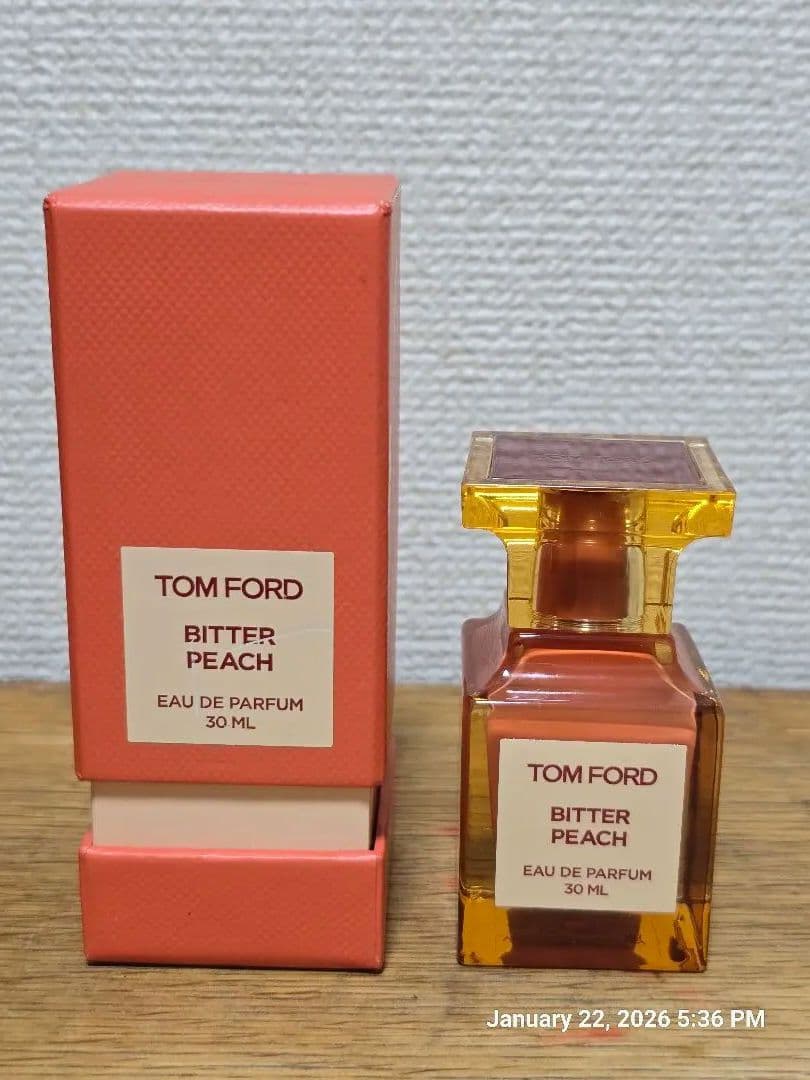 TOM FORD
BITTER
PEACH
EAU DE PARFUM
30 ML
TOM FORD
BITTER
PEACH
EAU DE PARFUM
30 ML
January 22, 2026 5:36 PM